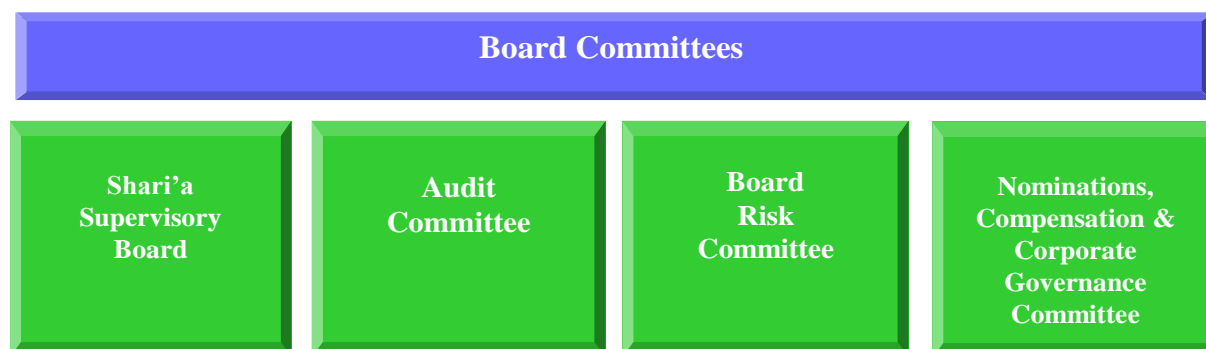 Board Committees
Shari’a
Supervisory
Board
Audit
Committee
Board
Risk
Committee
Nominations,
Compensation &
Corporate
Governance
Committee